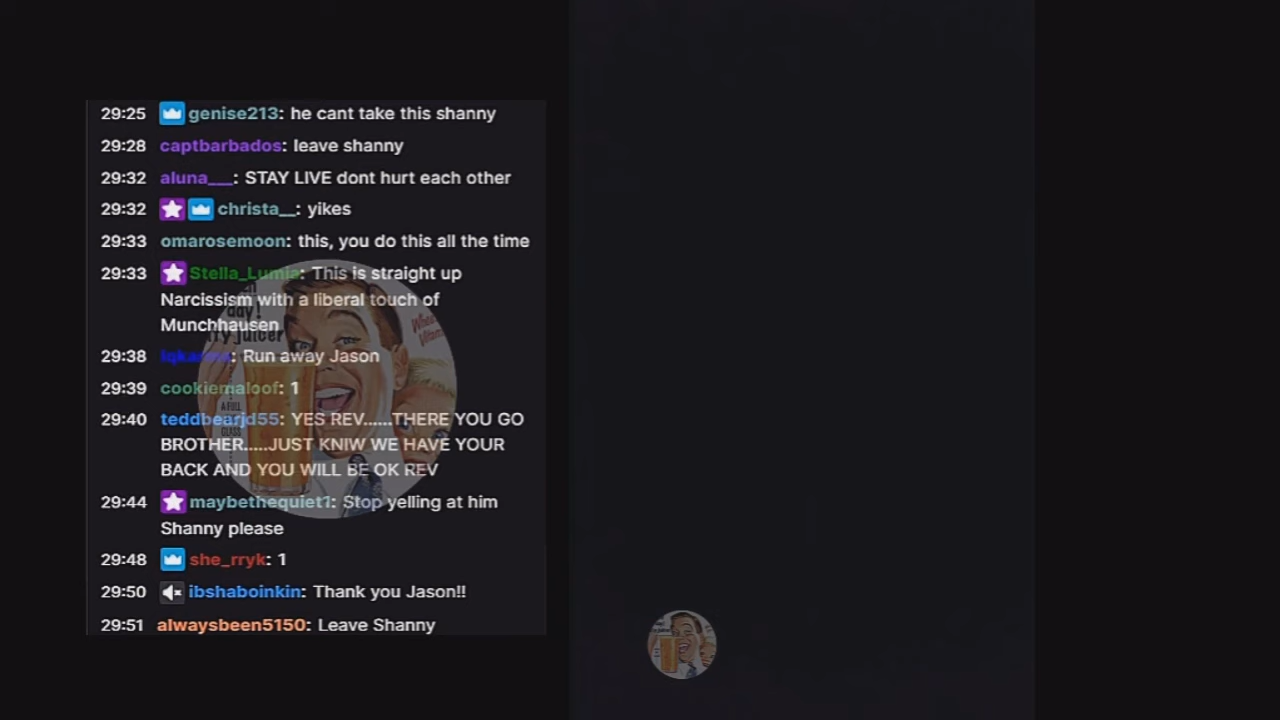 29:25 genise213: he cant take this shanny
29:28 captbarbados: leave shanny
29:32 aluna___: STAY LIVE dont hurt each other
29:32 christa__: yikes
29:33 omarosemoon: this, you do this all the time
29:33 Stella_Lumia: This is straight up
Narcissism with a liberal touch of
Munchhausen
29:38 Run away Jason
29:39 cookiemaloof: 1
29:40 teddbearjd55: YES REV......THERE YOU GO
BROTHER.....JUST KNIW WE HAVE YOUR
BACK AND YOU WILL BE OK REV
29:44 maybethequiet1: Stop yelling at him
Shanny please
29:48 she_rryk: 1
29:50 ibshaboinkin: Thank you Jason!!
29:51 alwaysbeen5150: Leave Shanny
day!
juicer
A FULL
GLASS